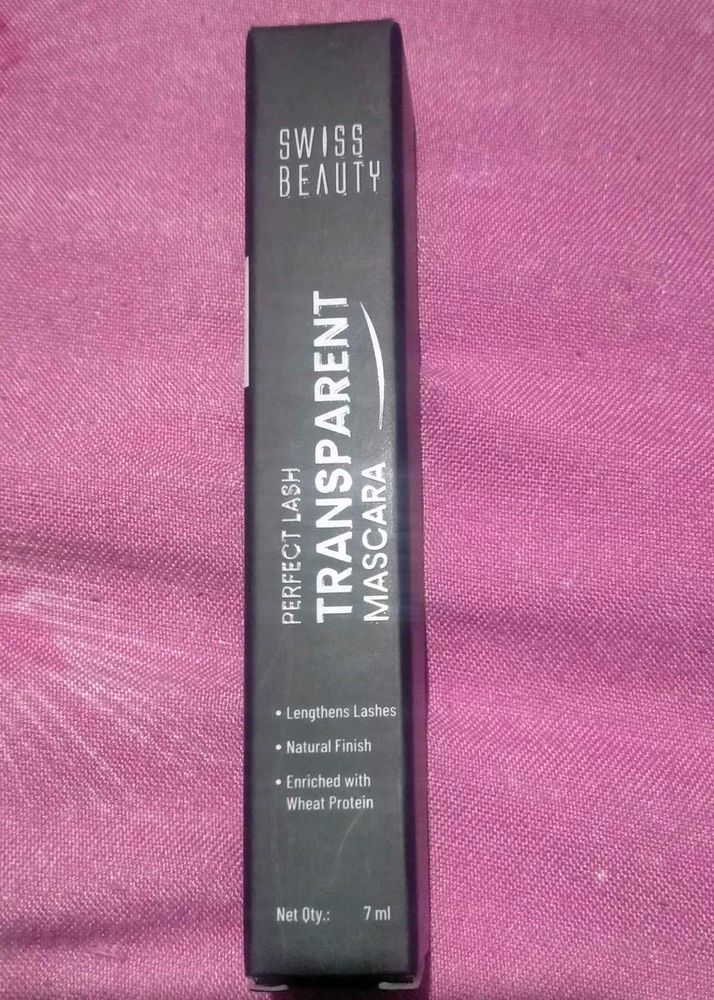 SWISS
BEAUTY
PERFECT LASH
TRANSPARENT
MASCARA
• Lengthens Lashes
• Natural Finish
• Enriched with
Wheat Protein
Net Qty.: 7 ml